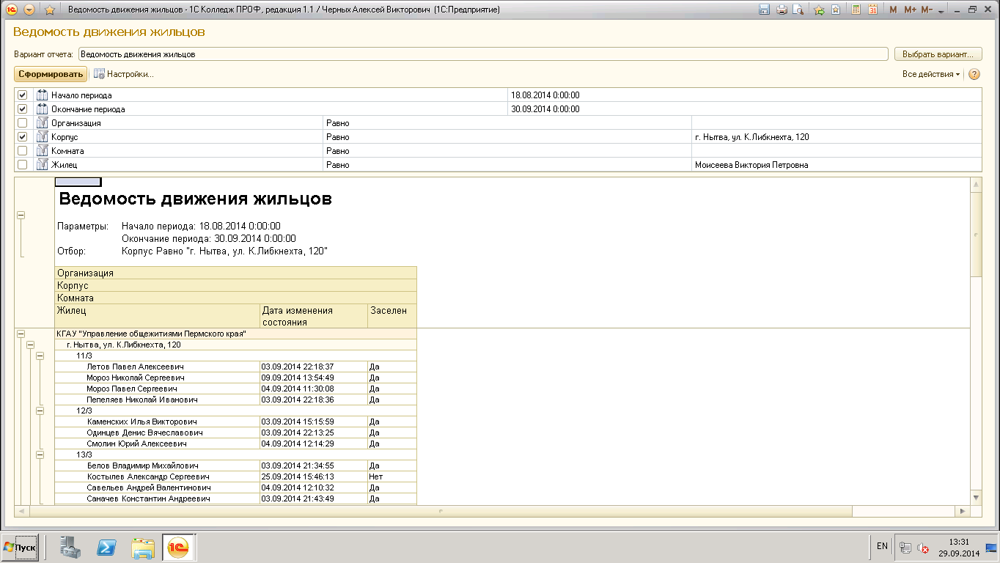 Ведомость движения жильцов - 1С Колледж ПРОФ, редакция 1.1 / Черных Алексей Викторович (1С:Предприятие)
M M+ M-
Ведомость движения жильцов
Вариант отчета: Ведомость движения жильцов Выбрать вариант...
Сформировать Настройки... Все действия ?
Начало периода 18.08.2014 0:00:00
Окончание периода 30.09.2014 0:00:00
Организация Равно
Корпус Равно г. Нытва, ул. К.Либкнехта, 120
Комната Равно
Жилец Равно Моисеева Виктория Петровна
Ведомость движения жильцов
Параметры: Начало периода: 18.08.2014 0:00:00
Окончание периода: 30.09.2014 0:00:00
Отбор: Корпус Равно "г. Нытва, ул. К.Либкнехта, 120"
Организация
Корпус
Комната
Жилец Дата изменения состояния Заселен
КГАУ "Управление общежитиями Пермского края"
г. Нытва, ул. К.Либкнехта, 120
11/3
Летов Павел Алексеевич 03.09.2014 22:18:37 Да
Мороз Николай Сергеевич 09.09.2014 13:54:49 Да
Мороз Павел Сергеевич 04.09.2014 11:30:08 Да
Пепеляев Николай Иванович 03.09.2014 22:18:36 Да
12/3
Каменских Илья Викторович 03.09.2014 15:15:59 Да
Одинцев Денис Вячеславович 03.09.2014 22:13:25 Да
Смолин Юрий Алексеевич 04.09.2014 12:14:29 Да
13/3
Белов Владимир Михайлович 03.09.2014 21:34:55 Да
Костылев Александр Сергеевич 25.09.2014 15:46:13 Нет
Савельев Андрей Валентинович 04.09.2014 12:10:32 Да
Саначев Константин Андреевич 03.09.2014 21:43:49 Да
Пуск EN 13:31
29.09.2014